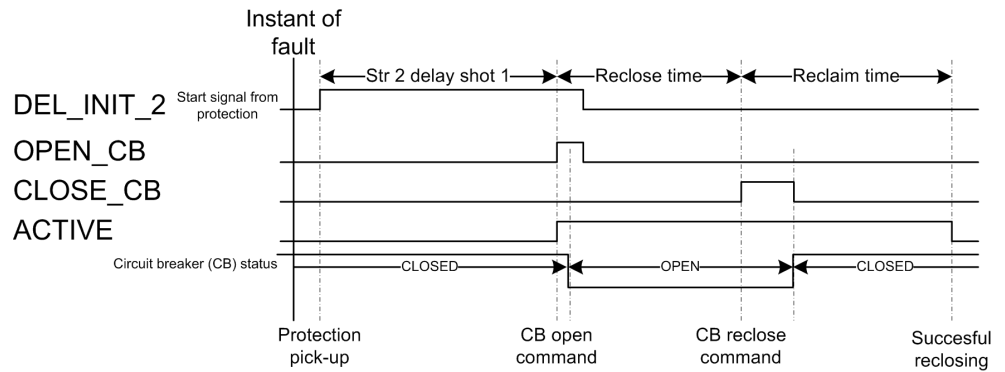 Instant of
fault
Str 2 delay shot 1
Reclose time
Reclaim time
DEL_INIT_2
Start signal from
protection
OPEN_CB
CLOSE_CB
ACTIVE
Circuit breaker (CB) status
CLOSED
OPEN
CLOSED
Protection
pick-up
CB open
command
CB reclose
command
Succesful
reclosing